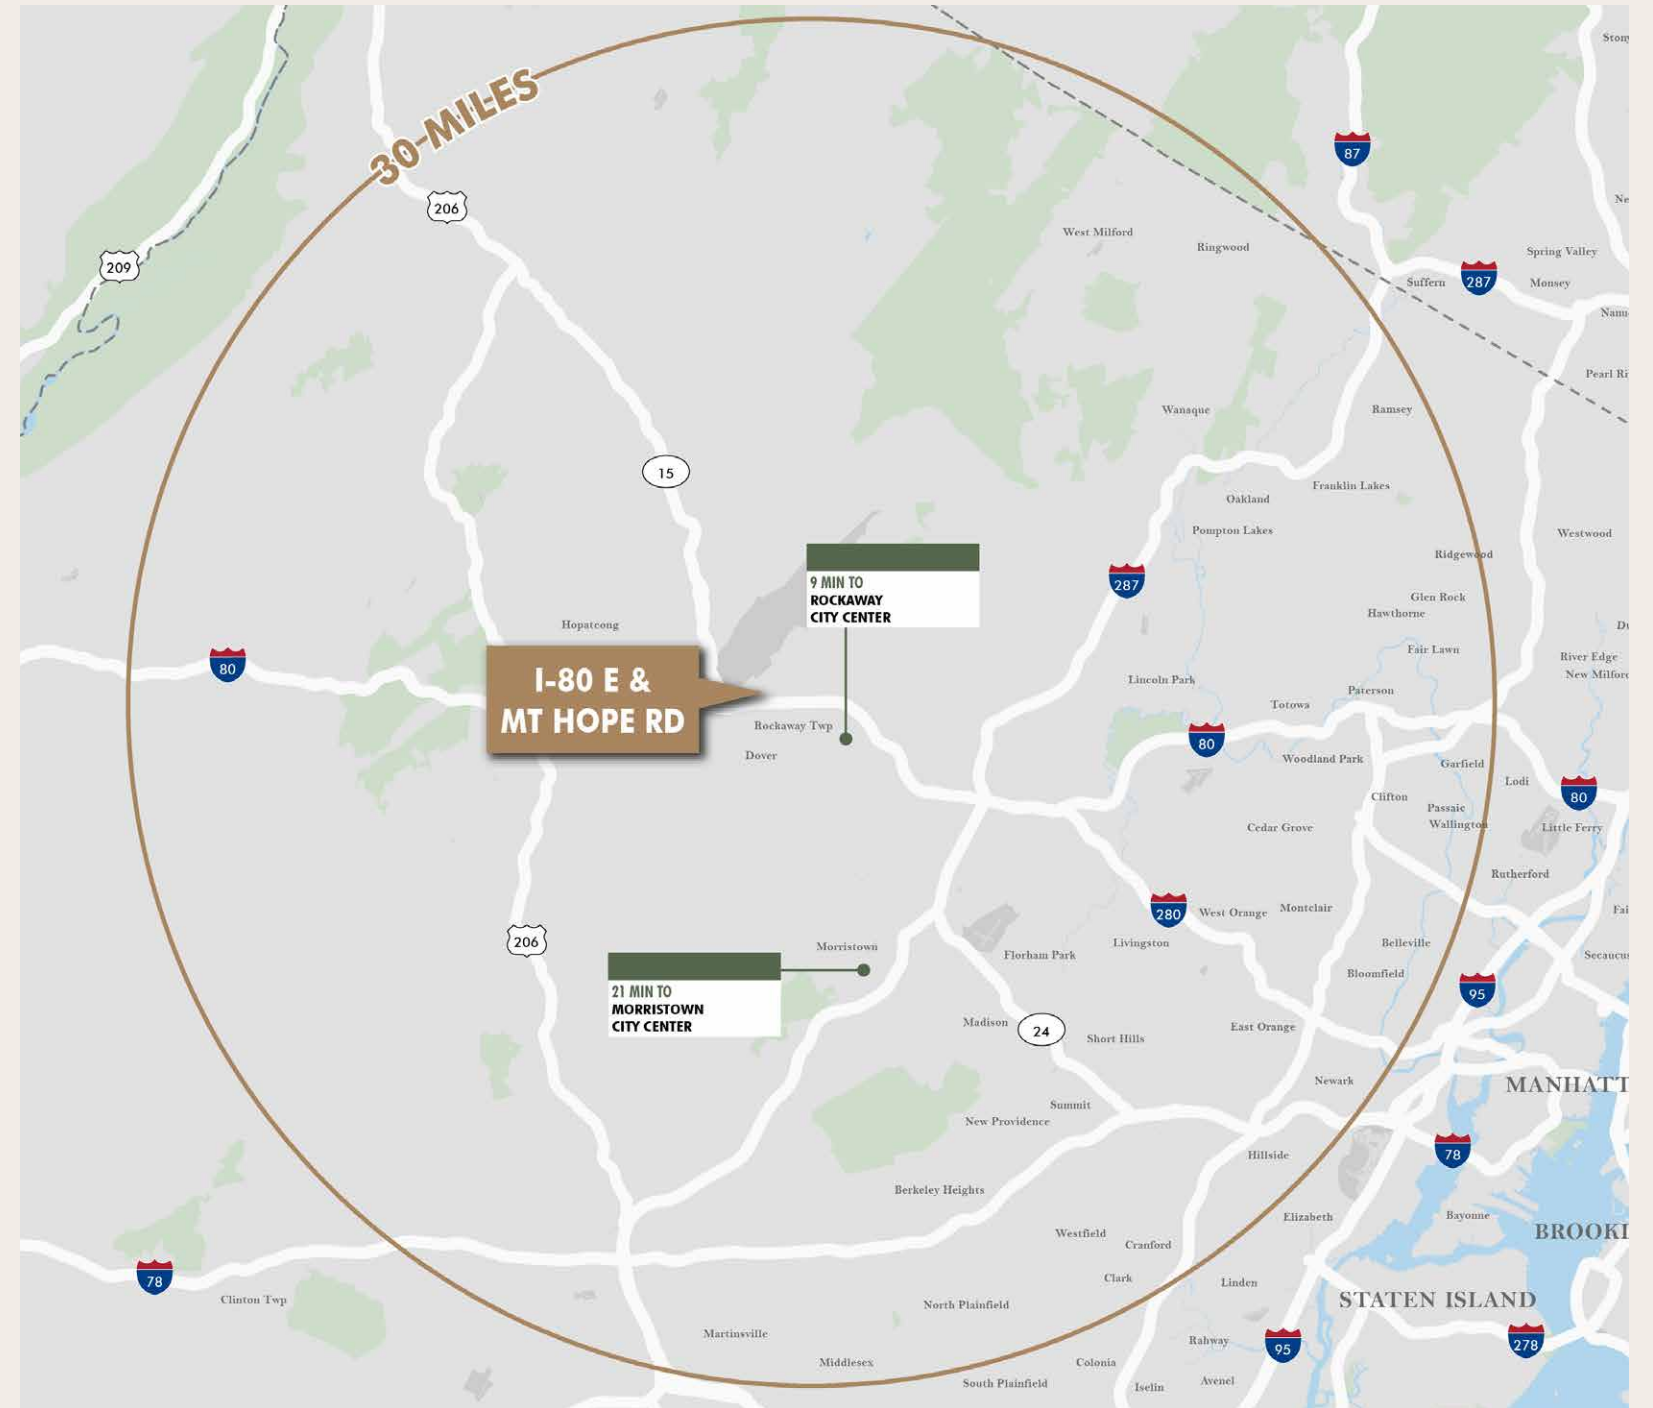 Stony
30 MILES
87
206
West Milford
Ringwood
Spring Valley
209
Suffern
287
Monsey
Pearl Ri
Wanaque
Ramsey
15
Franklin Lakes
Oakland
Pompton Lakes
Westwood
Ridgewood
9 MIN TO
ROCKAWAY
CITY CENTER
287
Glen Rock
Hawthorne
Hopatcong
Fair Lawn
River Edge
New Milford
80
I-80 E &
MT HOPE RD
Lincoln Park
Paterson
Totowa
Rockaway Twp
80
Dover
Woodland Park
Garfield
Lodi
80
Clifton
Passaic
Wallington
Cedar Grove
Little Ferry
Rutherford
280
West Orange
Montclair
206
Morristown
Livingston
Belleville
Florham Park
Secaucus
Bloomfield
21 MIN TO
MORRISTOWN
CITY CENTER
95
Madison
24
East Orange
Short Hills
Newark
MANHATT
Summit
New Providence
78
Hillside
Berkeley Heights
Elizabeth
Bayonne
Westfield
BROOKL
Cranford
78
Clark
Linden
Clinton Twp
STATEN ISLAND
North Plainfield
Martinsville
Rahway
95
278
Middlesex
Colonia
South Plainfield
Iselin
Avenel